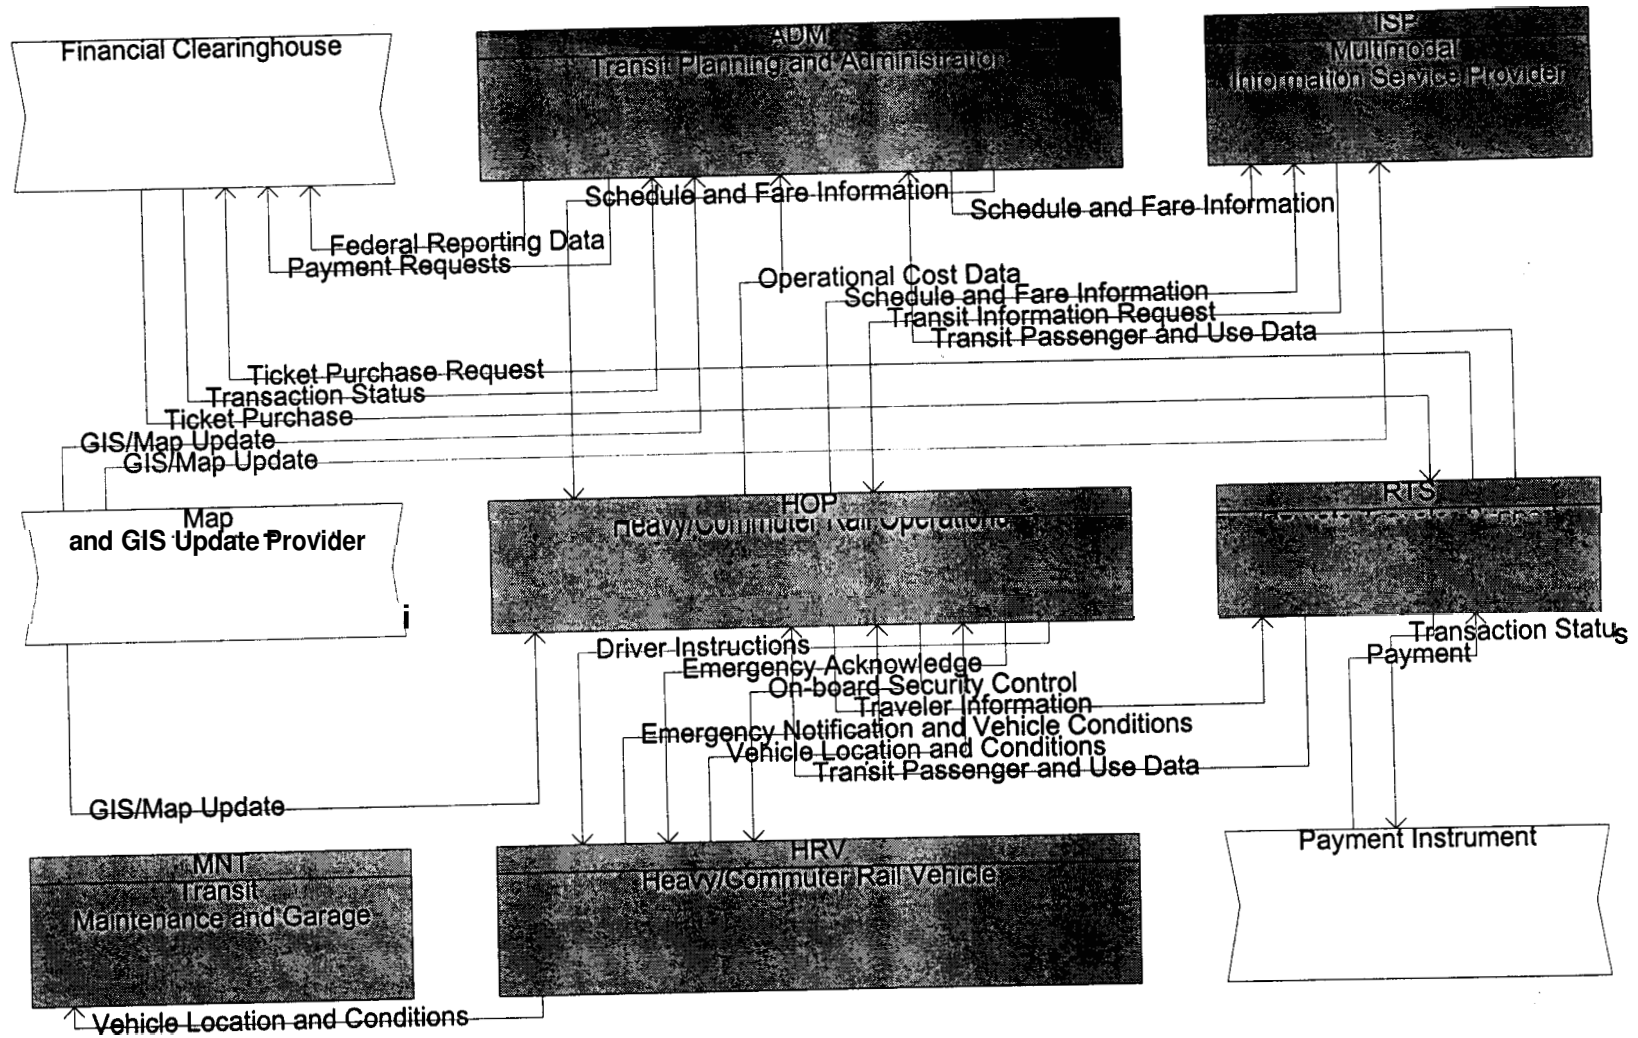 Financial Clearinghouse
ADM
Transit Planning and Administration
ISP
Multimodal
Information Service Provider
Schedule and Fare Information
Schedule and Fare Information
Federal Reporting Data
Payment Requests
Operational Cost Data
Schedule and Fare Information
Transit Information Request
Transit Passenger and Use Data
Ticket Purchase Request
Transaction Status
Ticket Purchase
GIS/Map Update
GIS/Map Update
Map
and GIS Update Provider
i
HOP
Heavy/Commuter Rail Operations
RTS
Transaction Status
Payment
Driver Instructions
Emergency Acknowledge
On-board Security Control
Traveler Information
Emergency Notification and Vehicle Conditions
Vehicle Location and Conditions
Transit Passenger and Use Data
GIS/Map Update
Payment Instrument
MNT
Transit
Maintenance and Garage
HRV
Heavy/Commuter Rail Vehicle
Vehicle Location and Conditions